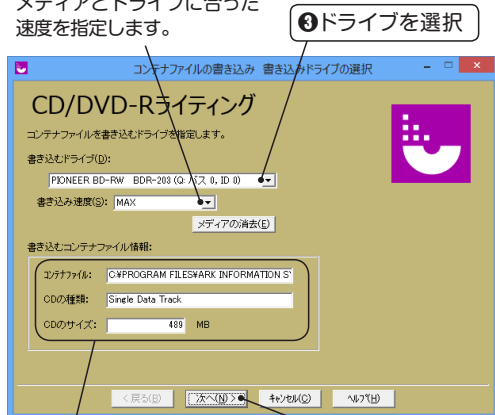 メディアとドライブに合った
速度を指定します。
❸ドライブを選択
コンテナファイルの書き込み 書き込みドライブの選択
CD/DVD-Rライティング
コンテナファイルを書き込むドライブを指定します。
書き込むドライブ(D):
PIONEER BD-RW BDR-203 (Q: バス 0, ID 0)
書き込み速度(S): MAX
メディアの消去(E)
書き込むコンテナファイル情報:
コンテナファイル: C:¥PROGRAM FILES¥ARK INFORMATION S
CDの種類: Single Data Track
CDのサイズ: 489 MB
< 戻る(B) 次へ(N) > キャンセル(C) ヘルプ(H)